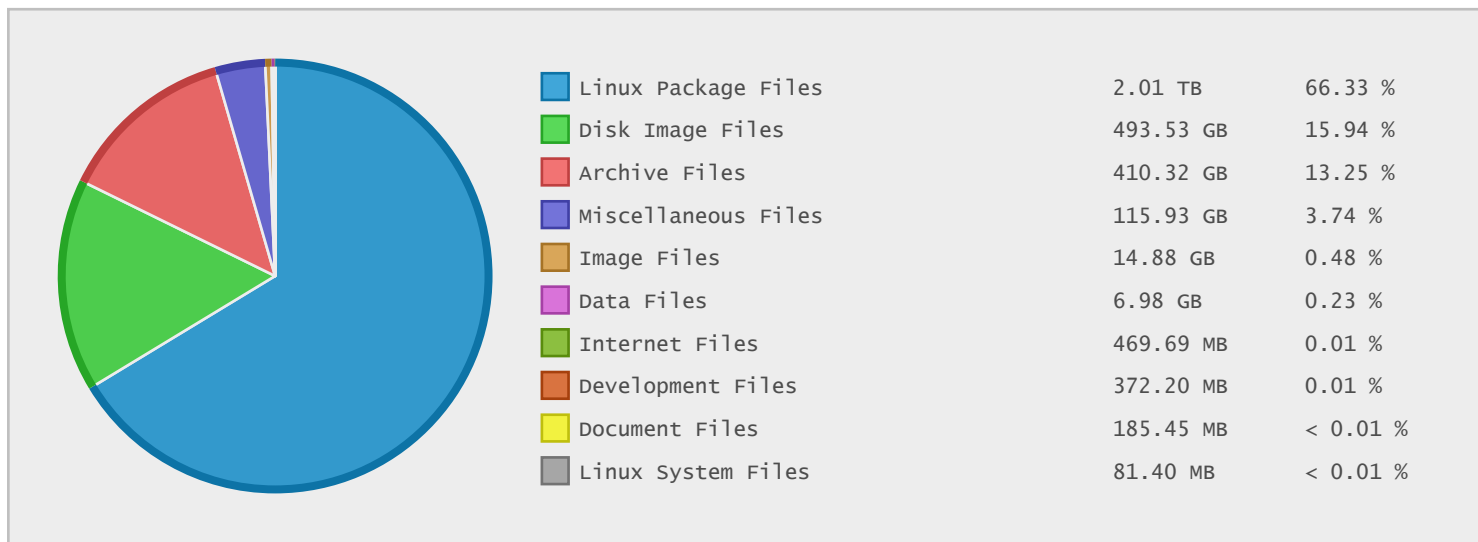 Linux Package Files 2.01 TB 66.33 %
Disk Image Files 493.53 GB 15.94 %
Archive Files 410.32 GB 13.25 %
Miscellaneous Files 115.93 GB 3.74 %
Image Files 14.88 GB 0.48 %
Data Files 6.98 GB 0.23 %
Internet Files 469.69 MB 0.01 %
Development Files 372.20 MB 0.01 %
Document Files 185.45 MB < 0.01 %
Linux System Files 81.40 MB < 0.01 %